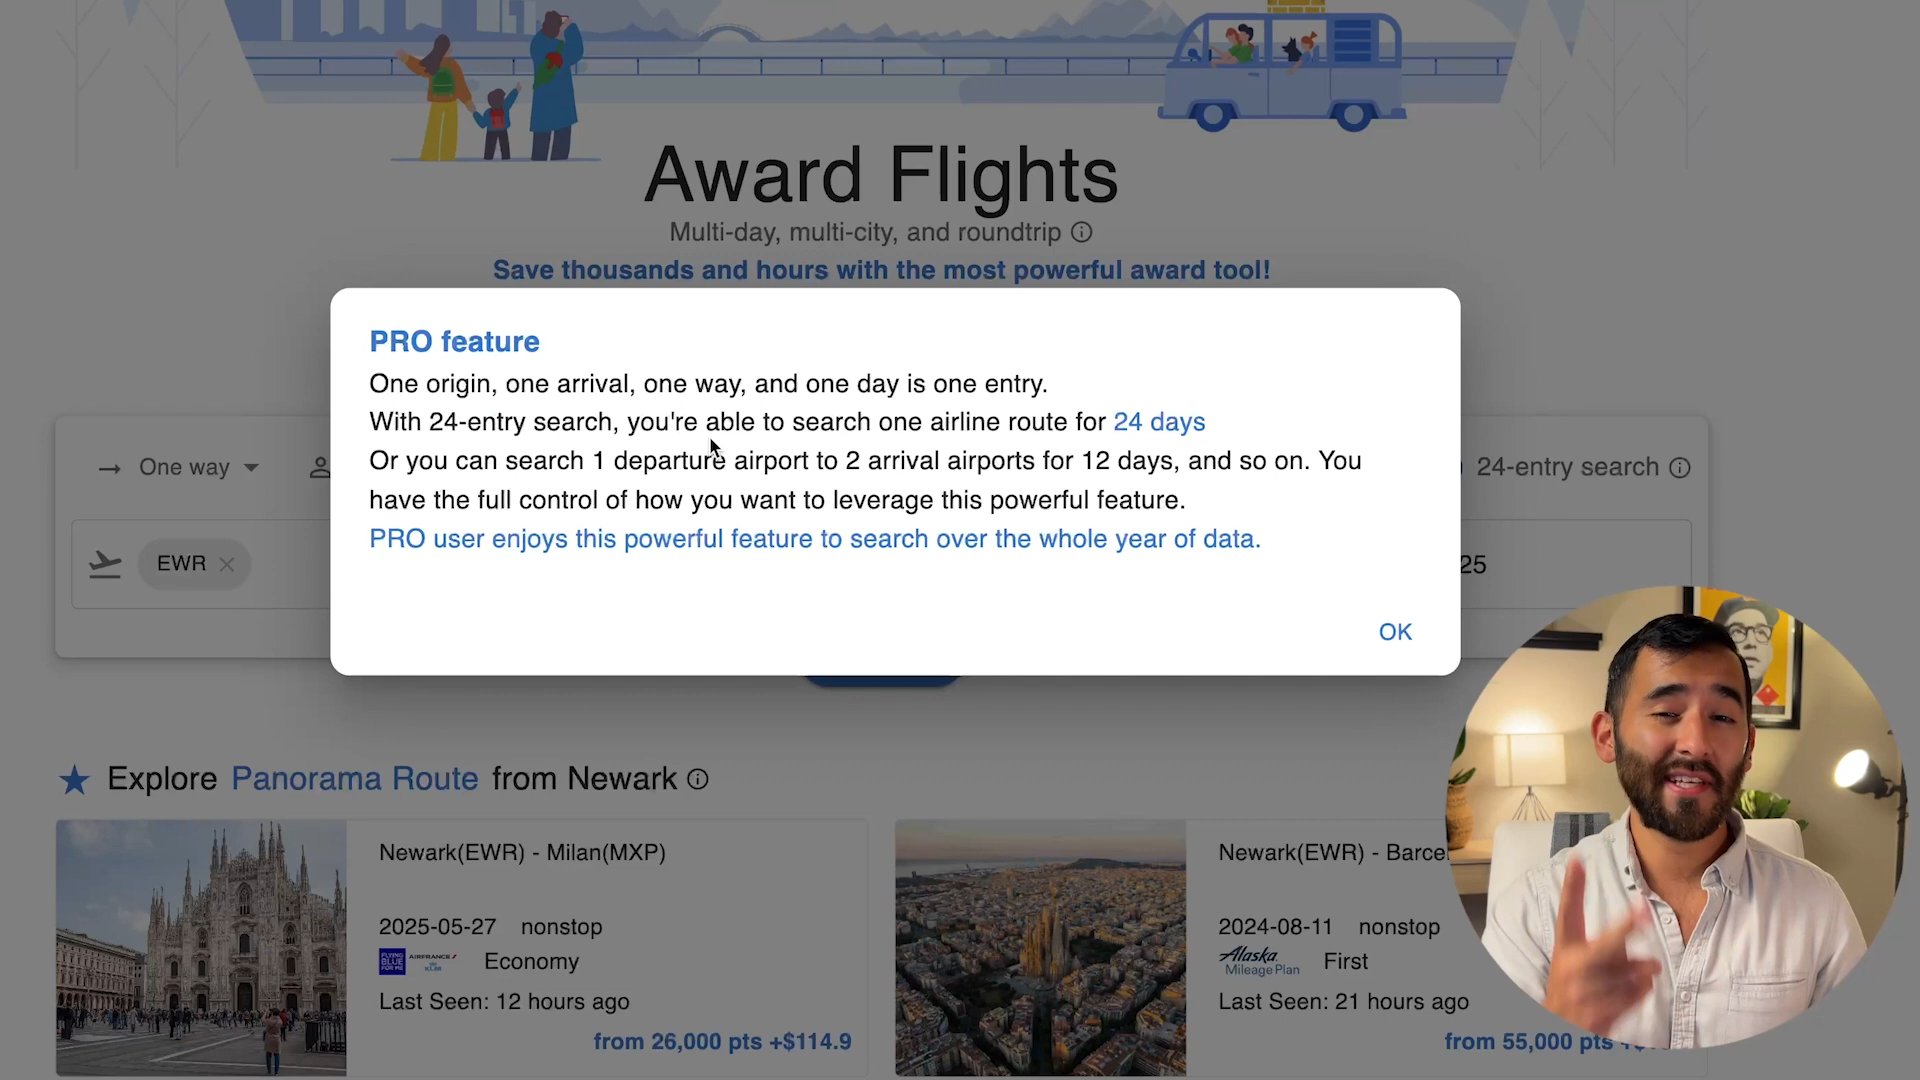 Award Flights
Multi-day, multi-city, and roundtrip
Save thousands and hours with the most powerful award tool!
PRO feature
One origin, one arrival, one way, and one day is one entry.
With 24-entry search, you're able to search one airline route for 24 days
Or you can search 1 departure airport to 2 arrival airports for 12 days, and so on. You
have the full control of how you want to leverage this powerful feature.
PRO user enjoys this powerful feature to search over the whole year of data.
OK
One way
24-entry search
EWR
25
Explore Panorama Route from Newark
Newark(EWR) - Milan(MXP)
2025-05-27 nonstop
FLYING BLUE FOR ME AIRFRANCE KLM Economy
Last Seen: 12 hours ago
from 26,000 pts +$114.9
Newark(EWR) - Barce
2024-08-11 nonstop
Alaska Mileage Plan First
Last Seen: 21 hours ago
from 55,000 pts